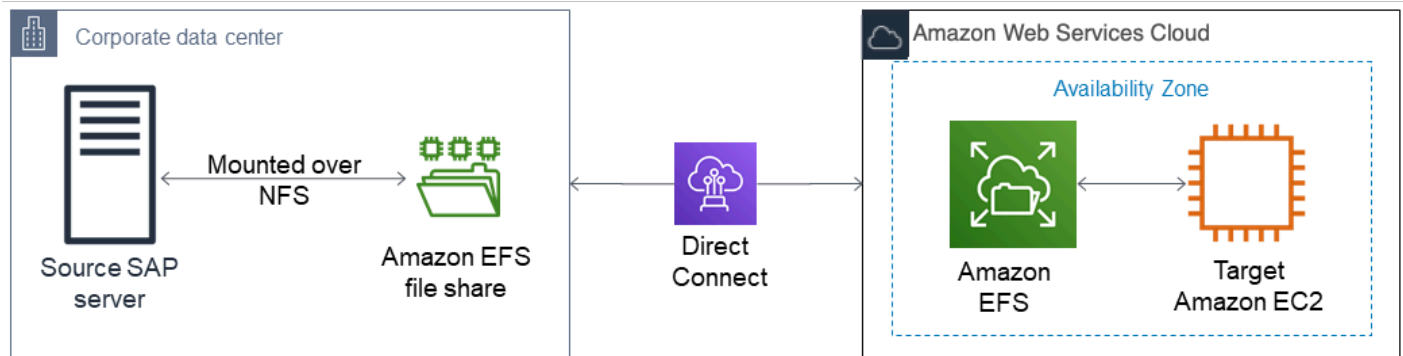 Corporate data center
Source SAP
server
Mounted over
NFS
Amazon EFS
file share
Direct
Connect
Amazon Web Services Cloud
Availability Zone
Amazon
EFS
Target
Amazon EC2